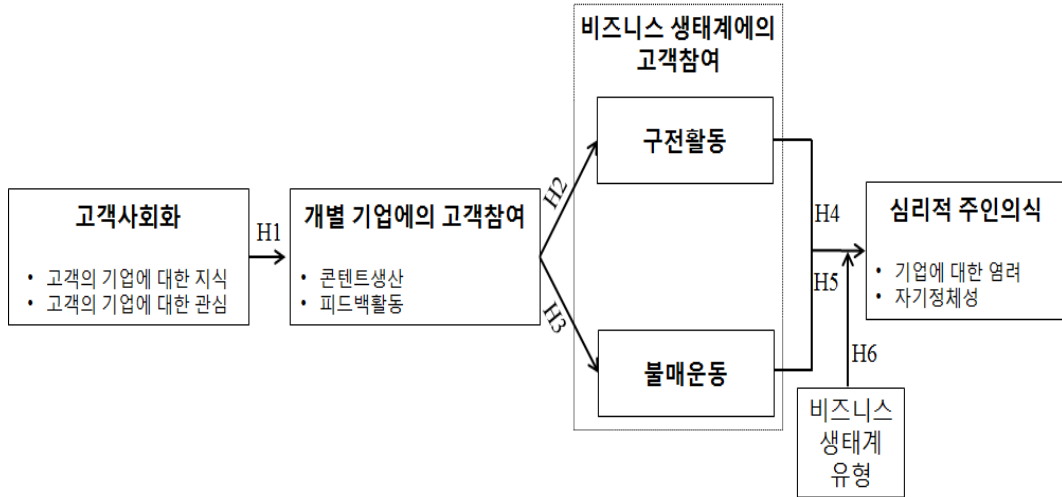 비즈니스 생태계에의
고객참여
구전활동
고객사회화
• 고객의 기업에 대한 지식
• 고객의 기업에 대한 관심
H1
개별 기업에의 고객참여
• 콘텐트생산
• 피드백활동
H2
H3
불매운동
H4
H5
심리적 주인의식
• 기업에 대한 염려
• 자기정체성
H6
비즈니스
생태계
유형